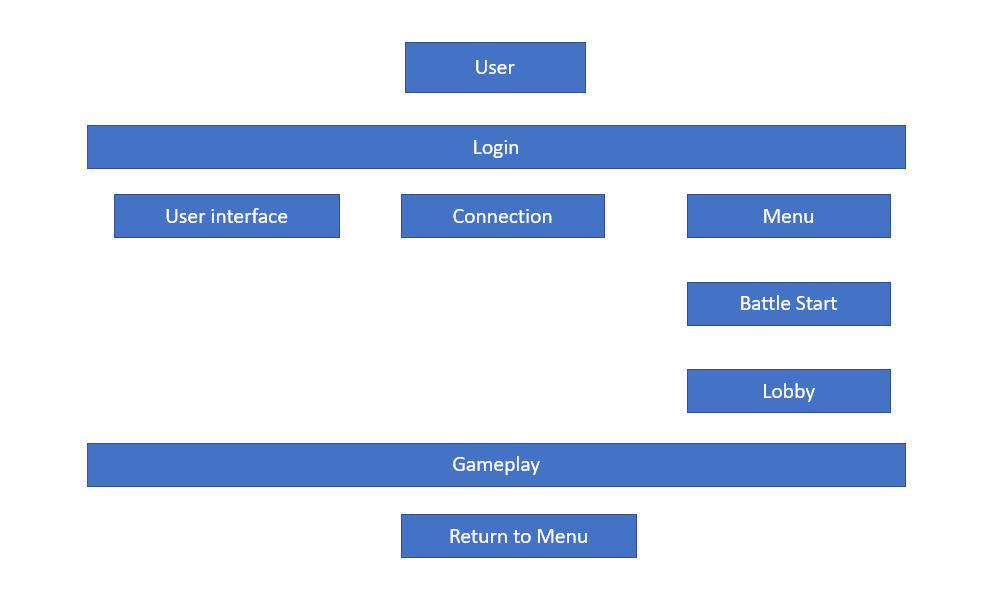 User
Login
User interface
Connection
Menu
Battle Start
Lobby
Gameplay
Return to Menu